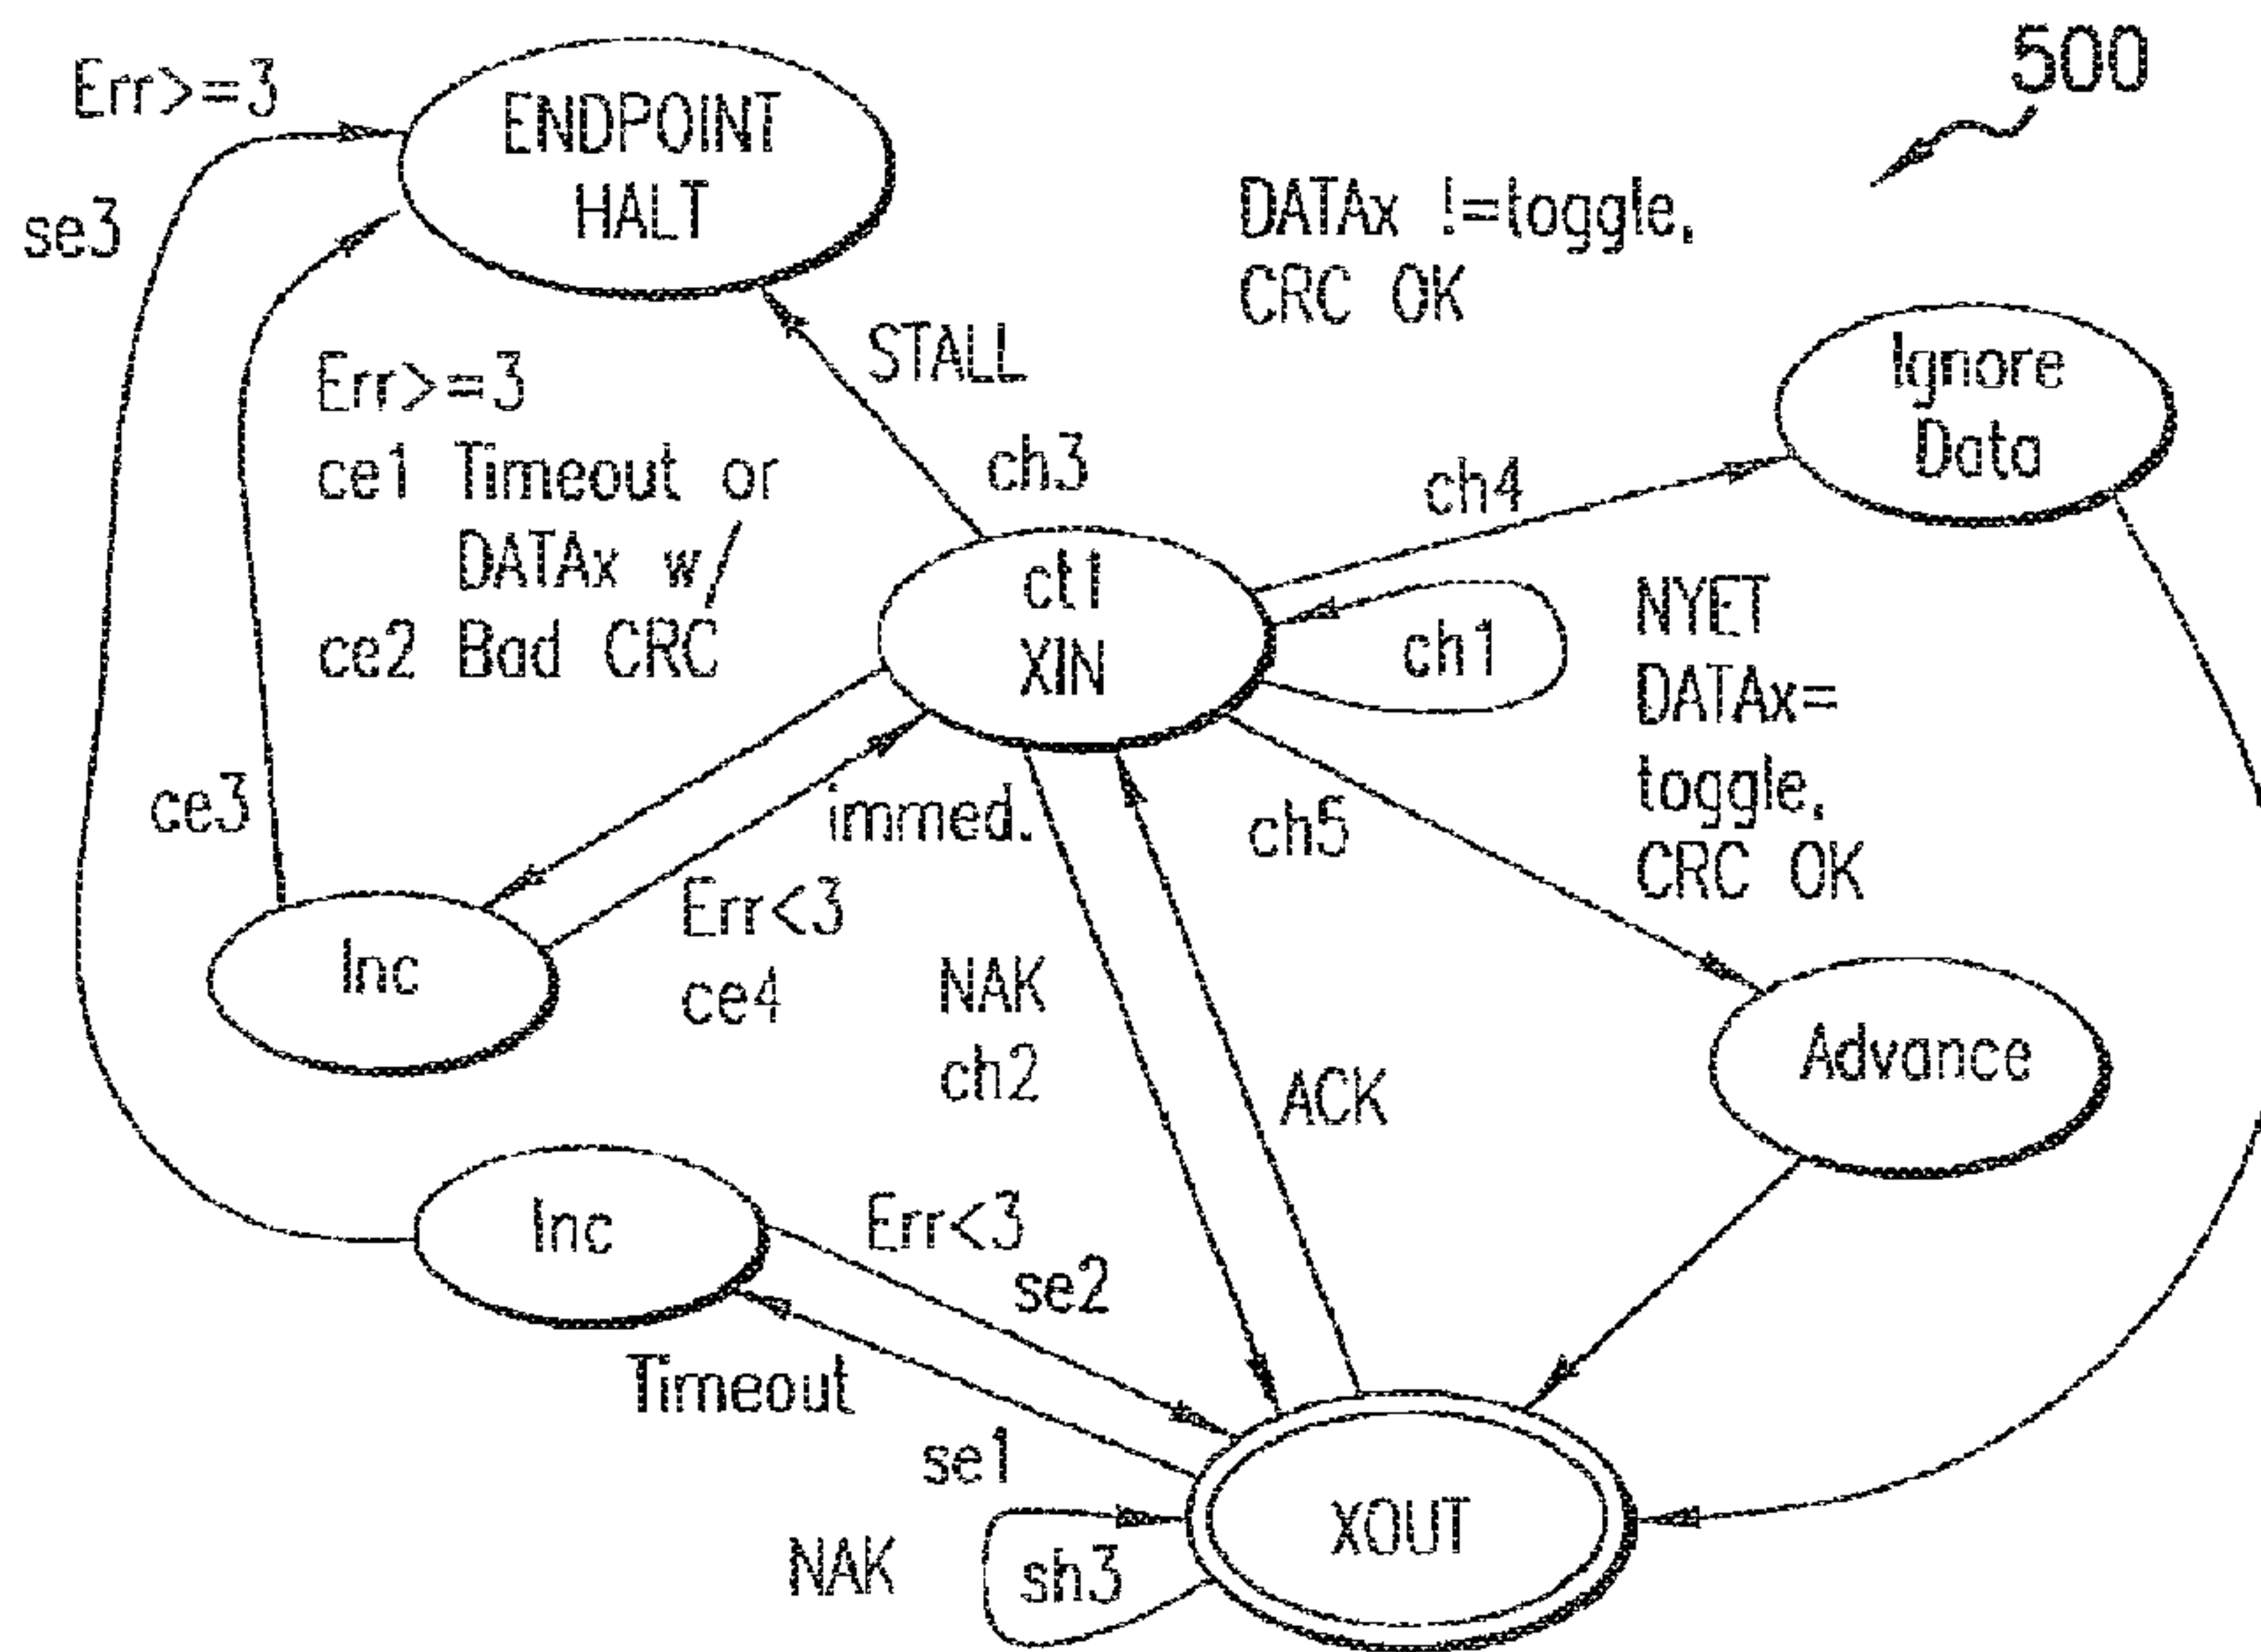 500
Err>=3
ENDPOINT
HALT
se3
DATAx !=toggle,
CRC OK
STALL
Ignore
Data
Err>=3
ce1 Timeout or
DATAx w/
ce2 Bad CRC
ch3
ch4
ct1
XIN
ch1
NYET
DATAx=
toggle,
CRC OK
ce3
immed.
ch5
Err<3
ce4
Inc
NAK
ch2
ACK
Advance
Inc
Err<3
se2
Timeout
se1
NAK
sh3
XOUT